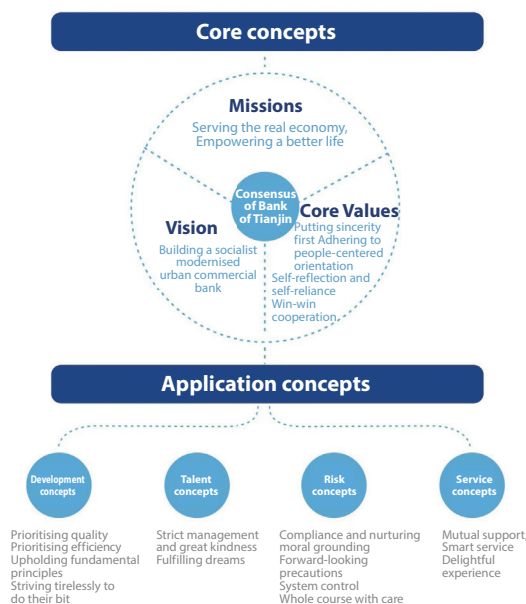 Core concepts
Missions
Serving the real economy,
Empowering a better life
Consensus
of Bank
of Tianjin
Vision
Building a socialist
modernised
urban commercial
bank
Core Values
Putting sincerity
first Adhering to
people-centered
orientation
Self-reflection and
self-reliance
Win-win
cooperation
Application concepts
Development
concepts
Prioritising quality
Prioritising efficiency
Upholding fundamental
principles
Striving tirelessly to
do their bit
Talent
concepts
Strict management
and great kindness
Fulfilling dreams
Risk
concepts
Compliance and nurturing
moral grounding
Forward-looking
precautions
System control
Whole course with care
Service
concepts
Mutual support,
Smart service
Delightful
experience